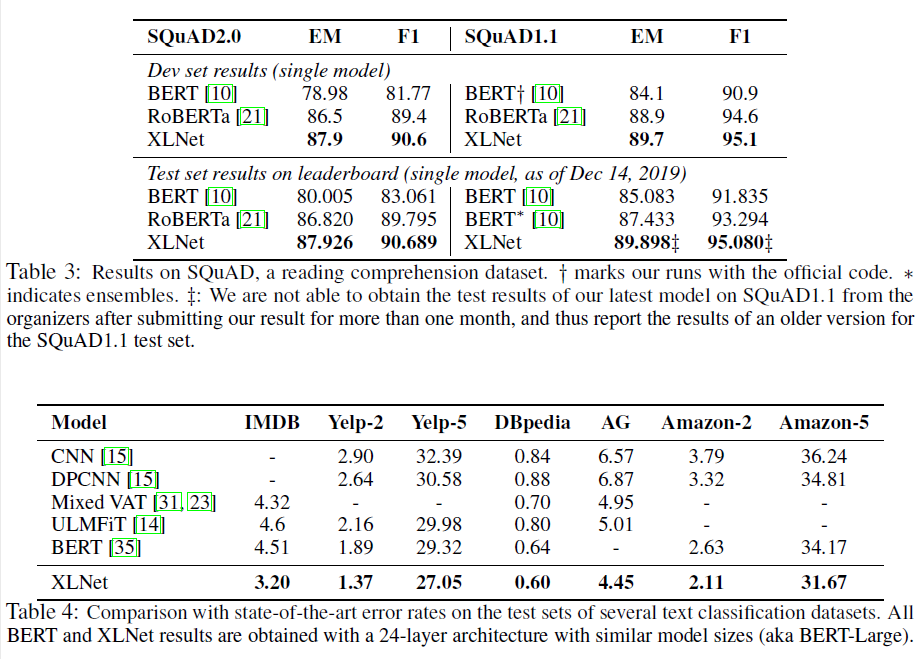 SQuAD2.0 EM F1 SQuAD1.1 EM F1
Dev set results (single model)
BERT [10] 78.98 81.77 BERT† [10] 84.1 90.9
RoBERTa [21] 86.5 89.4 RoBERTa [21] 88.9 94.6
XLNet 87.9 90.6 XLNet 89.7 95.1
Test set results on leaderboard (single model, as of Dec 14, 2019)
BERT [10] 80.005 83.061 BERT [10] 85.083 91.835
RoBERTa [21] 86.820 89.795 BERT* [10] 87.433 93.294
XLNet 87.926 90.689 XLNet 89.898‡ 95.080‡
Table 3: Results on SQuAD, a reading comprehension dataset. † marks our runs with the official code. ∗
indicates ensembles. ‡: We are not able to obtain the test results of our latest model on SQuAD1.1 from the
organizers after submitting our result for more than one month, and thus report the results of an older version for
the SQuAD1.1 test set.
Model IMDB Yelp-2 Yelp-5 DBpedia AG Amazon-2 Amazon-5
CNN [15] - 2.90 32.39 0.84 6.57 3.79 36.24
DPCNN [15] - 2.64 30.58 0.88 6.87 3.32 34.81
Mixed VAT [31, 23] 4.32 - - 0.70 4.95 - -
ULMFiT [14] 4.6 2.16 29.98 0.80 5.01 - -
BERT [35] 4.51 1.89 29.32 0.64 - 2.63 34.17
XLNet 3.20 1.37 27.05 0.60 4.45 2.11 31.67
Table 4: Comparison with state-of-the-art error rates on the test sets of several text classification datasets. All
BERT and XLNet results are obtained with a 24-layer architecture with similar model sizes (aka BERT-Large).